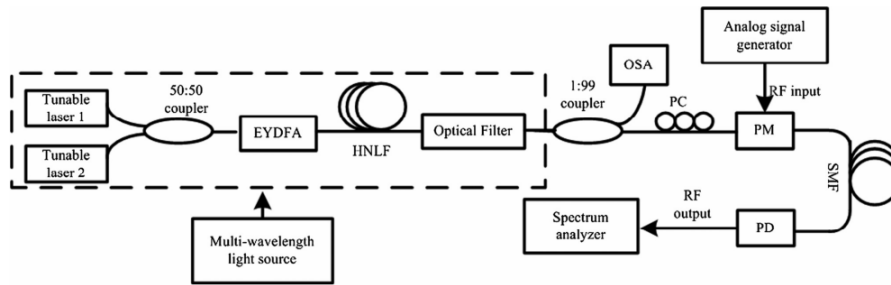 Tunable
laser 1
Tunable
laser 2
50:50
coupler
EYDFA
HNLF
Optical Filter
Multi-wavelength
light source
1:99
coupler
OSA
PC
Analog signal
generator
RF input
PM
SMF
PD
RF
output
Spectrum
analyzer